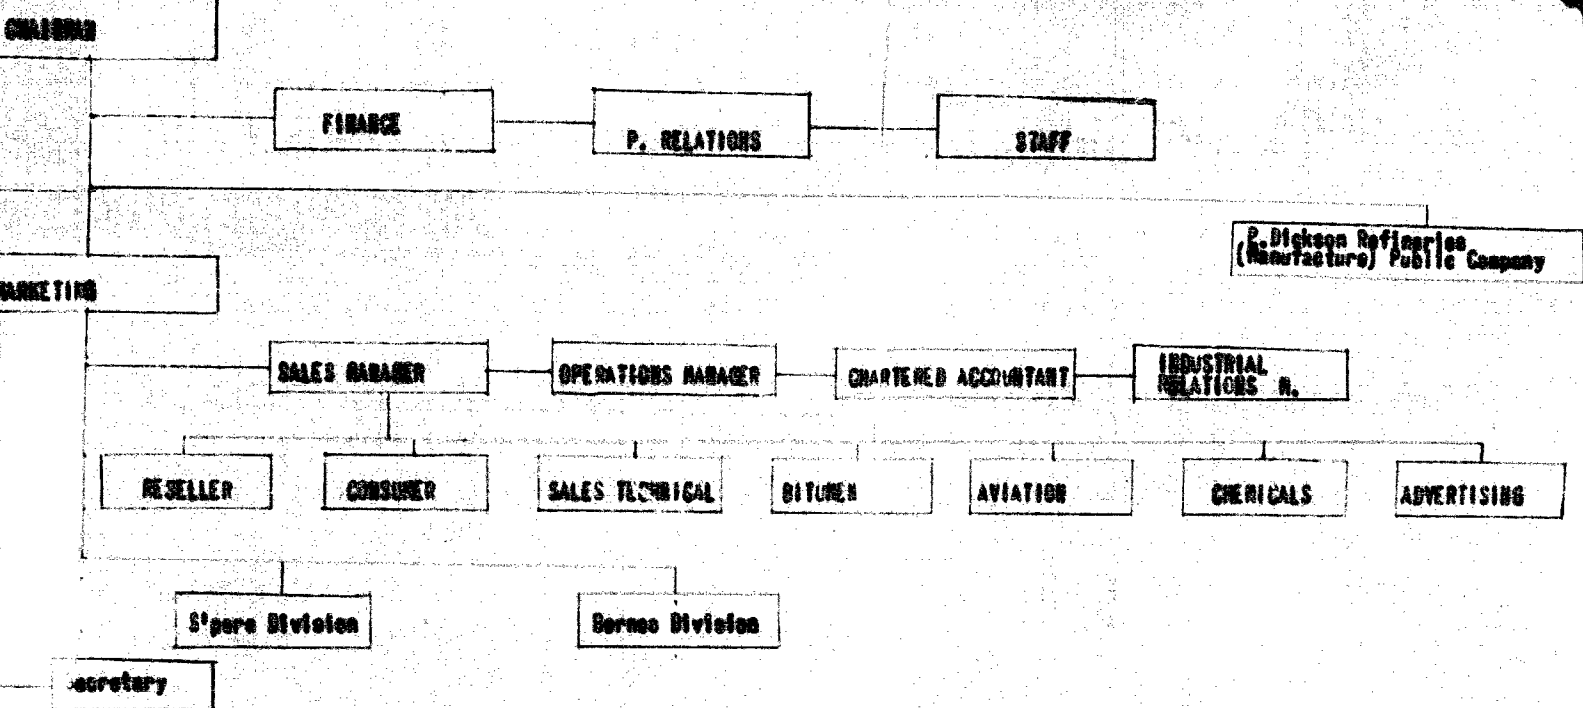 CHAIRMAN
FINANCE
P. RELATIONS
STAFF
P.Dickson Refineries
(Manufacture) Public Company
MARKETING
SALES MANAGER
OPERATIONS MANAGER
CHARTERED ACCOUNTANT
INDUSTRIAL
RELATIONS M.
RESELLER
CONSUMER
SALES TECHNICAL
BITUMEN
AVIATION
CHEMICALS
ADVERTISING
S'pore Division
Borneo Division
ecretary